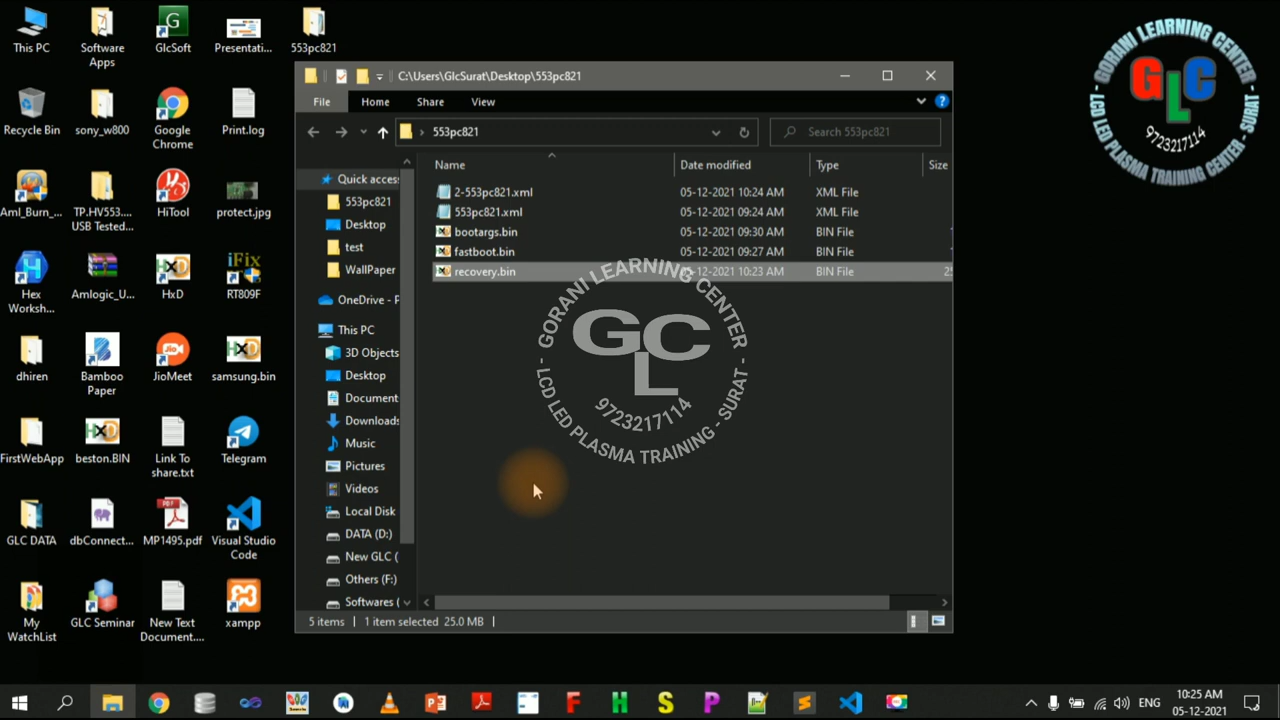 This PC
Software
Apps
GlcSoft
Presentati...
553pc821
Recycle Bin
sony_w800
Google
Chrome
Print.log
Aml_Burn_...
TP.HV553....
USB Tested...
HiTool
protect.jpg
Hex
Worksh...
Amlogic_U...
HxD
iFix
RT809F
dhiren
Bamboo
Paper
JioMeet
samsung.bin
FirstWebApp
beston.BIN
Link To
share.txt
Telegram
GLC DATA
dbConnect...
MP1495.pdf
Visual Studio
Code
My
WatchList
GLC Seminar
New Text
Document....
xampp
C:\Users\GlcSurat\Desktop\553pc821
File
Home
Share
View
553pc821
Search 553pc821
Name
Date modified
Type
Size
2-553pc821.xml
05-12-2021 10:24 AM
XML File
553pc821.xml
05-12-2021 09:24 AM
XML File
bootargs.bin
05-12-2021 09:30 AM
BIN File
fastboot.bin
05-12-2021 09:27 AM
BIN File
recovery.bin
05-12-2021 10:23 AM
BIN File
25
Quick access
553pc821
Desktop
test
WallPaper
OneDrive - P
This PC
3D Objects
Desktop
Document
Downloads
Music
Pictures
Videos
Local Disk
DATA (D:)
New GLC (
Others (F:)
Softwares (
5 items
1 item selected 25.0 MB
GORANI LEARNING CENTER
GLC
9723217114
- LCD LED PLASMA TRAINING - SURAT -
GORANI LEARNING CENTER
GLC
9723217114
- LCD LED PLASMA TRAINING CENTER - SURAT -
ENG
10:25 AM
05-12-2021